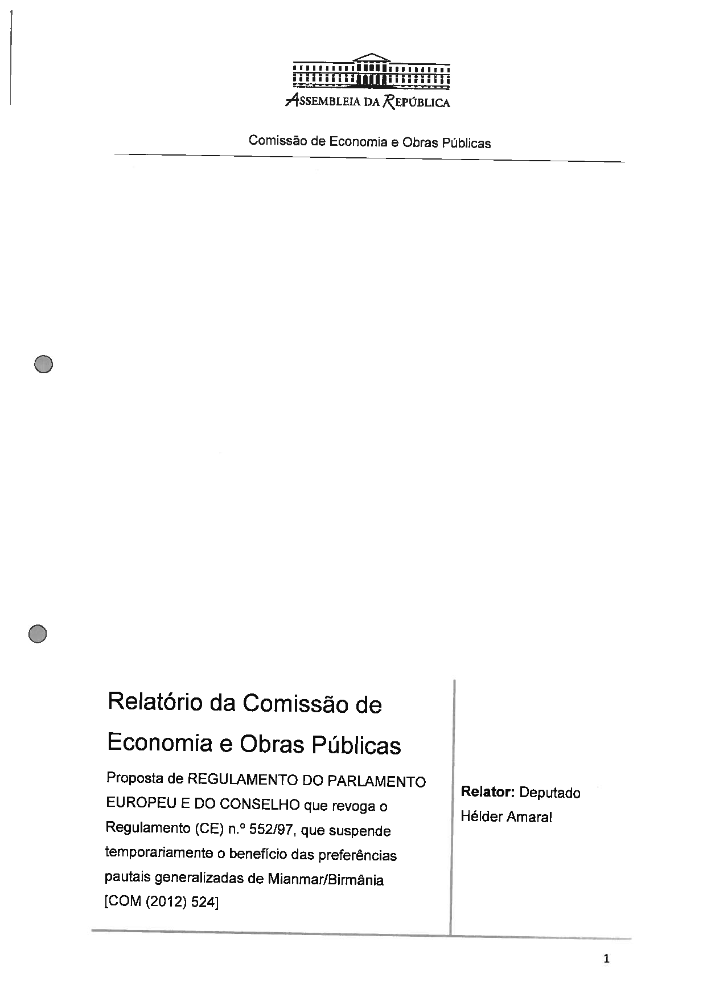 ASSEMBLEIA DA REPÚBLICA
Comissão de Economia e Obras Públicas
Relatório da Comissão de
Economia e Obras Públicas
Proposta de REGULAMENTO DO PARLAMENTO
EUROPEU E DO CONSELHO que revoga o
Regulamento (CE) n.º 552/97, que suspende
temporariamente o benefício das preferências
pautais generalizadas de Mianmar/Birmânia
[COM (2012) 524]
Relator: Deputado
Hélder Amaral
1